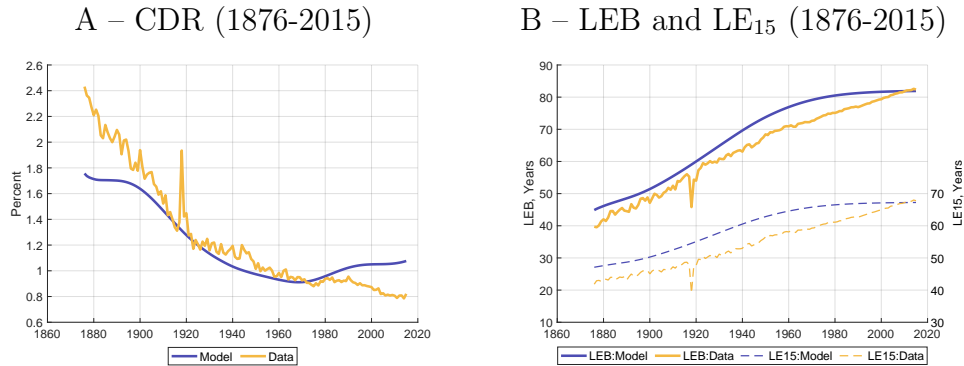 A – CDR (1876-2015)
B – LEB and LE15 (1876-2015)
2.6
2.4
2.2
2
1.8
1.6
1.4
1.2
1
0.8
0.6
Percent
1860 1880 1900 1920 1940 1960 1980 2000 2020
Model Data
90
80
70
60
50
40
30
20
10
LEB, Years
70
60
50
40
30
LE15, Years
1860 1880 1900 1920 1940 1960 1980 2000 2020
LEB:Model LEB:Data LE15:Model LE15:Data